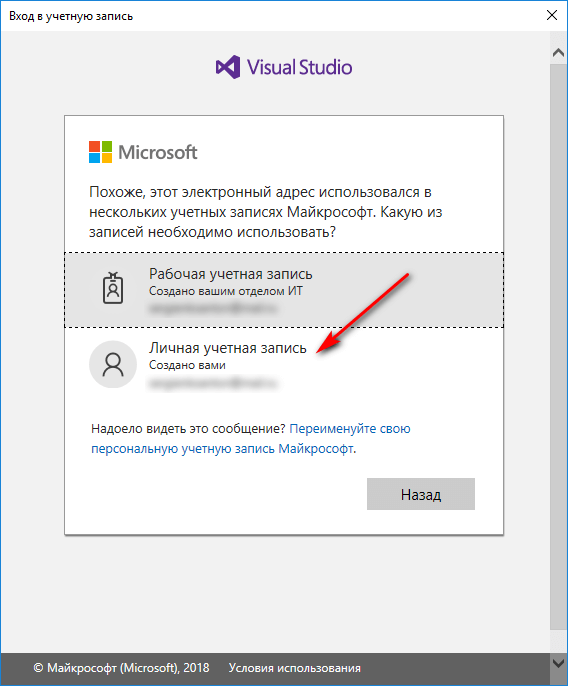 Вход в учетную запись
Visual Studio
Microsoft
Похоже, этот электронный адрес использовался в
нескольких учетных записях Майкрософт. Какую из
записей необходимо использовать?
Рабочая учетная запись
Создано вашим отделом ИТ
Личная учетная запись
Создано вами
Надоело видеть это сообщение? Переименуйте свою
персональную учетную запись Майкрософт.
Назад
© Майкрософт (Microsoft), 2018 Условия использования